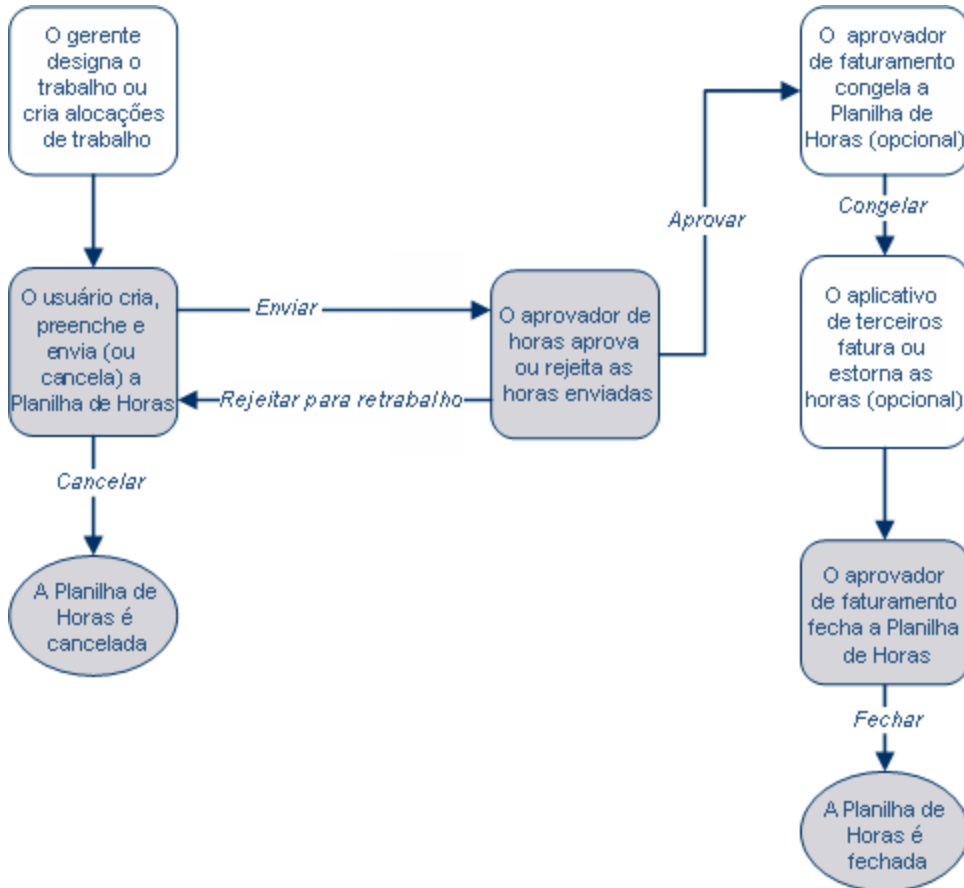 O gerente
designa o
trabalho ou
cria alocações
de trabalho
O usuário cria,
preenche e
envia (ou
cancela) a
Planilha de Horas
Cancelar
A Planilha de
Horas é
cancelada
Enviar
Rejeitar para retrabalho
O aprovador de
horas aprova
ou rejeita as
horas enviadas
Aprovar
O aprovador
de faturamento
congela a
Planilha de
Horas (opcional)
Congelar
O aplicativo
de terceiros
fatura ou
estorna as
horas (opcional)
O aprovador
de faturamento
fecha a Planilha
de Horas
Fechar
A Planilha de
Horas é
fechada